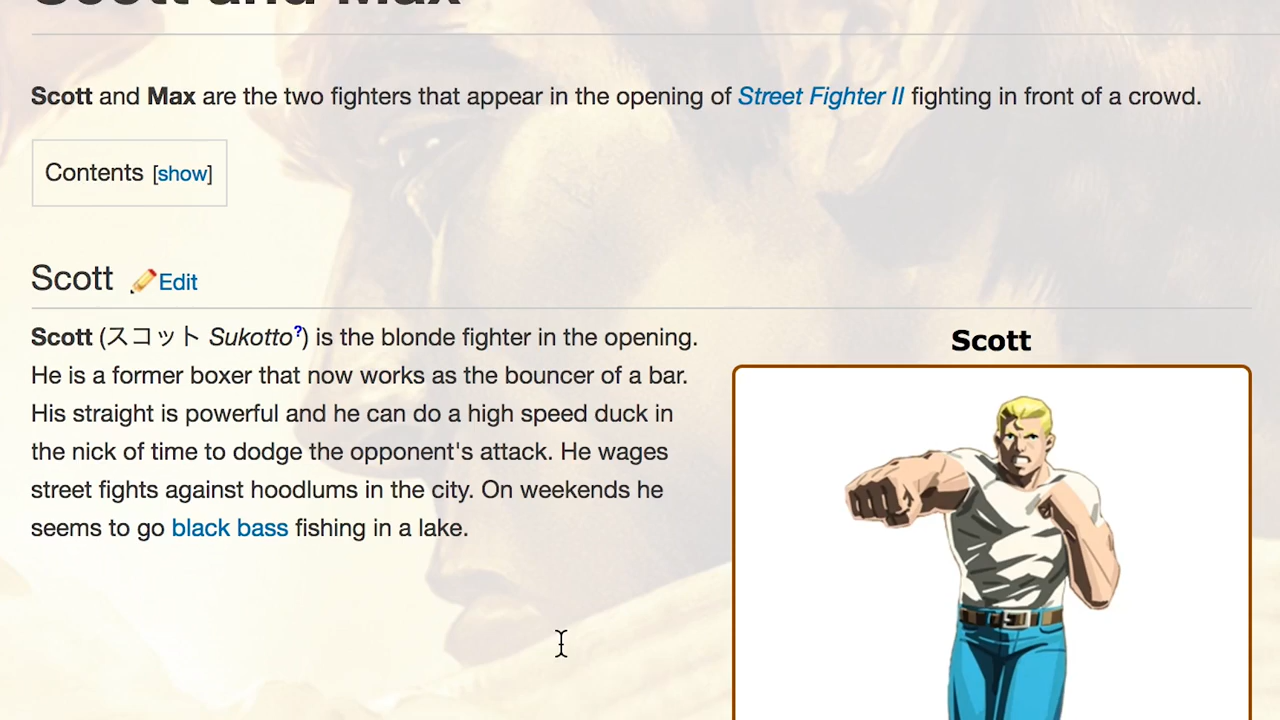 Scott and Max
Scott and Max are the two fighters that appear in the opening of Street Fighter II fighting in front of a crowd.
Contents [show]
Scott Edit
Scott (スコット Sukotto?) is the blonde fighter in the opening.
He is a former boxer that now works as the bouncer of a bar.
His straight is powerful and he can do a high speed duck in
the nick of time to dodge the opponent's attack. He wages
street fights against hoodlums in the city. On weekends he
seems to go black bass fishing in a lake.
Scott